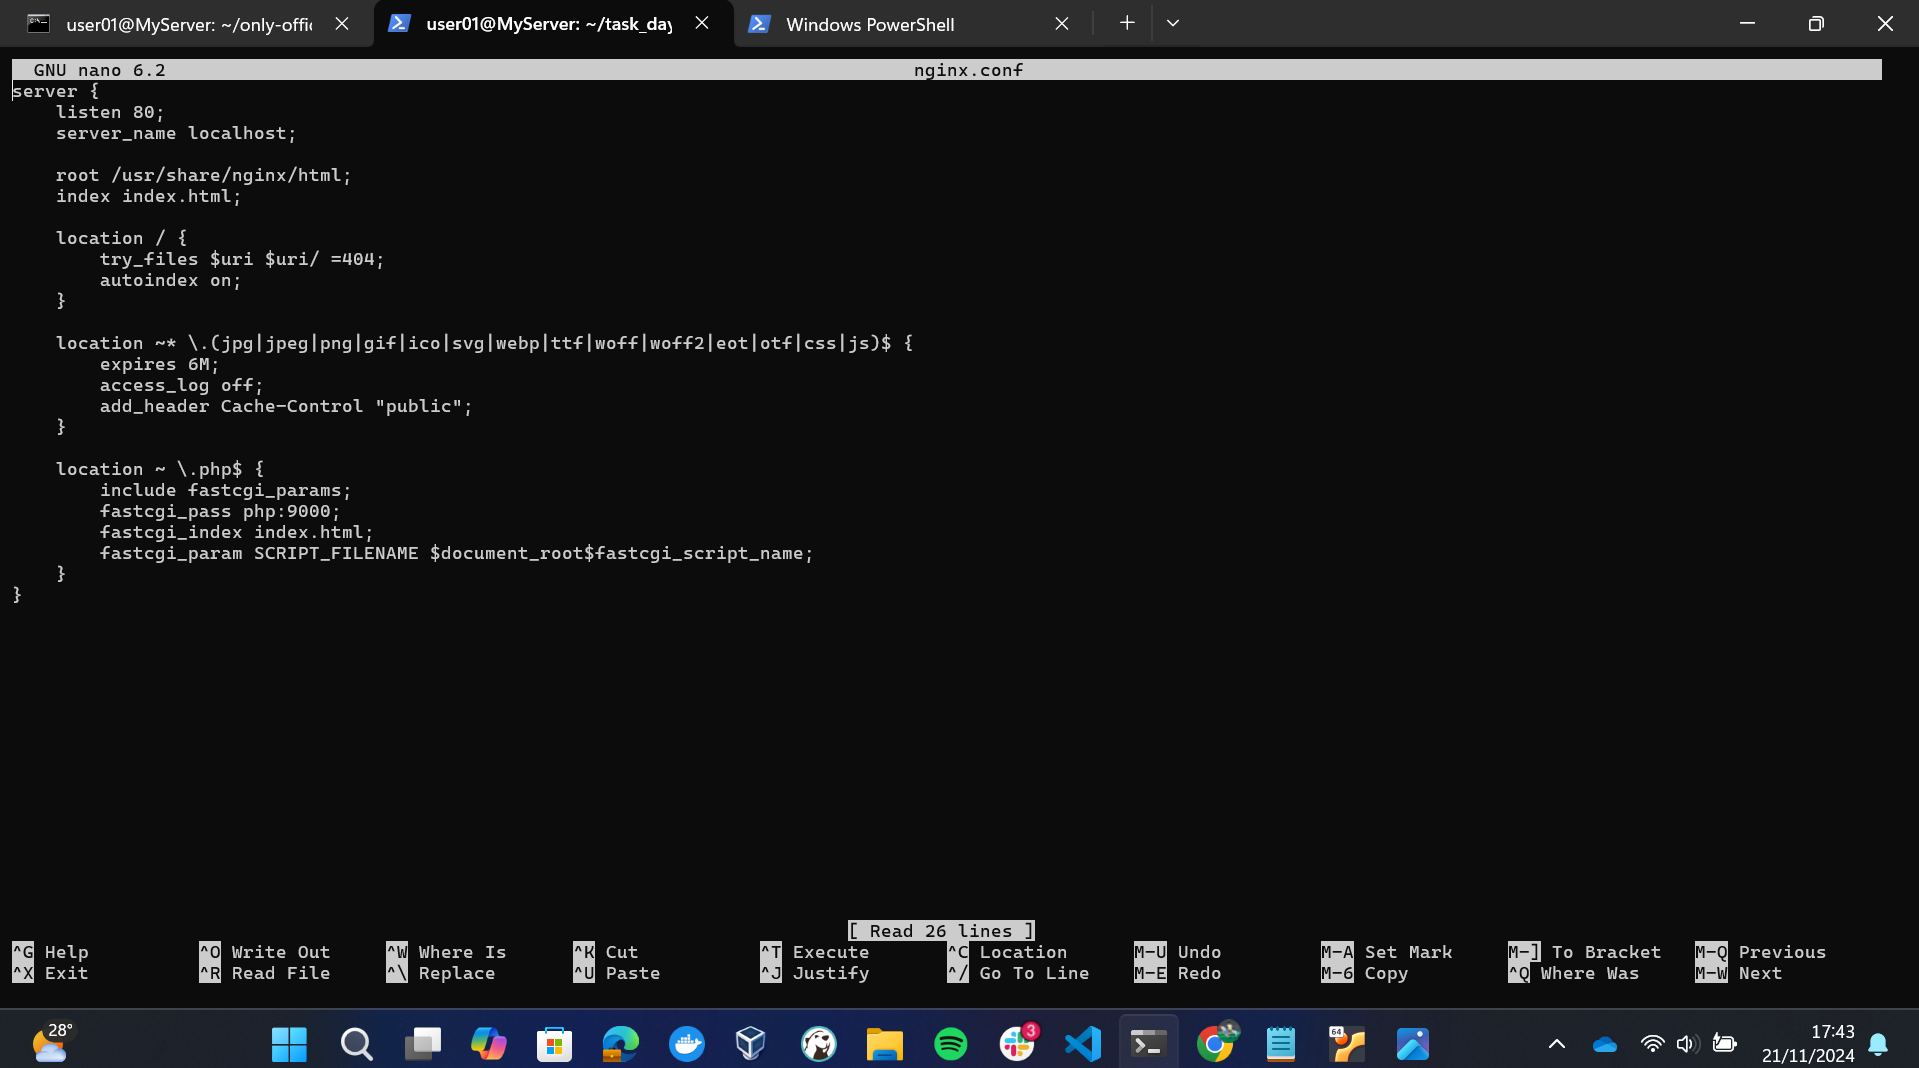 user01@MyServer: ~/only-offic
user01@MyServer: ~/task_day
Windows PowerShell
GNU nano 6.2 nginx.conf
server {
    listen 80;
    server_name localhost;

    root /usr/share/nginx/html;
    index index.html;

    location / {
        try_files $uri $uri/ =404;
        autoindex on;
    }

    location ~* \.(jpg|jpeg|png|gif|ico|svg|webp|ttf|woff|woff2|eot|otf|css|js)$ {
        expires 6M;
        access_log off;
        add_header Cache-Control "public";
    }

    location ~ \.php$ {
        include fastcgi_params;
        fastcgi_pass php:9000;
        fastcgi_index index.html;
        fastcgi_param SCRIPT_FILENAME $document_root$fastcgi_script_name;
    }
}
[ Read 26 lines ]
^G Help ^O Write Out ^W Where Is ^K Cut ^T Execute ^C Location M-U Undo M-A Set Mark M-] To Bracket M-Q Previous
^X Exit ^R Read File ^\ Replace ^U Paste ^J Justify ^/ Go To Line M-E Redo M-6 Copy ^Q Where Was M-W Next
28°
3
64
17:43
21/11/2024